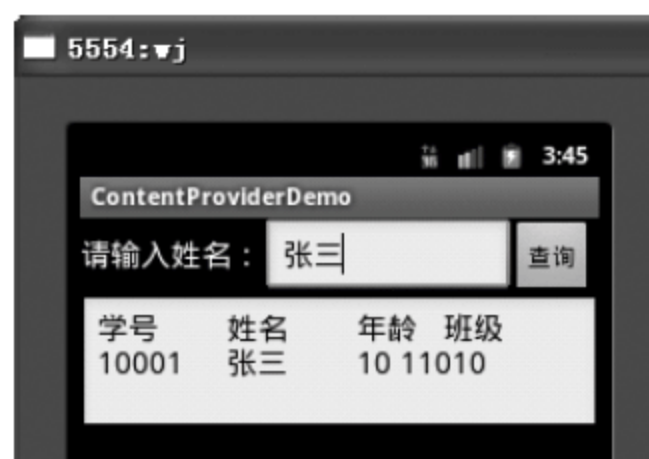 5554:wj
3:45
ContentProviderDemo
请输入姓名： 张三 查询
学号 姓名 年龄 班级
10001 张三 10 11010